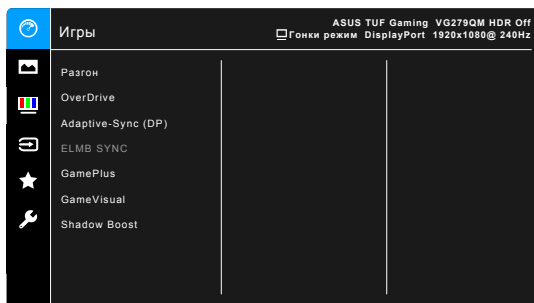 Игры
ASUS TUF Gaming VG279QM HDR Off
Гонки режим DisplayPort 1920x1080@ 240Hz
Разгон
OverDrive
Adaptive-Sync (DP)
ELMB SYNC
GamePlus
GameVisual
Shadow Boost